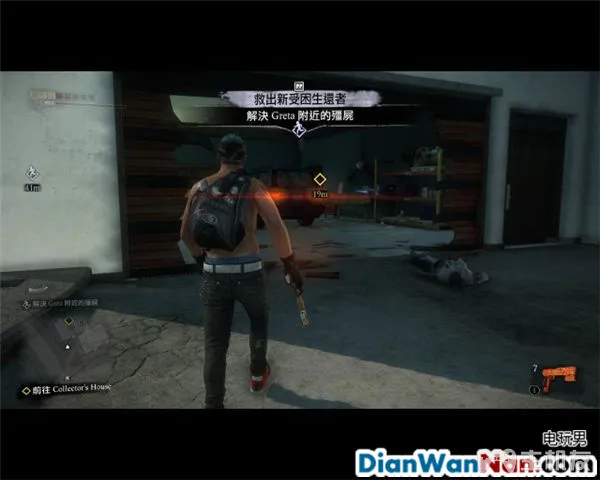 救出新受困生還者
解決 Greta 附近的殭屍
19m
41m
解決 Greta 附近的殭屍
前往 Collector's House
7
电玩男
DianWanNan.com